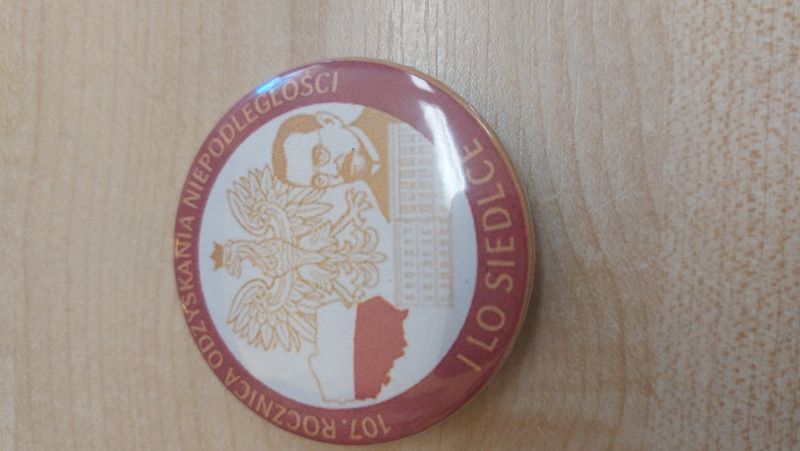 107. ROCZNICA ODZYSKANIA NIEPODLEGŁOŚCI
I LO SIEDLCE